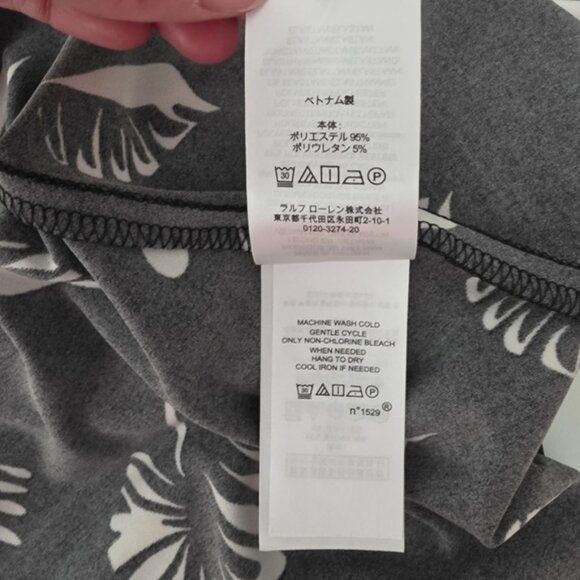 ベトナム製
本体:
ポリエステル 95%
ポリウレタン 5%
30 P
ラルフ ローレン株式会社
東京都千代田区永田町2-10-1
0120-3274-20
MACHINE WASH COLD
GENTLE CYCLE
ONLY NON-CHLORINE BLEACH
WHEN NEEDED
HANG TO DRY
COOL IRON IF NEEDED
30 P
n°1529®